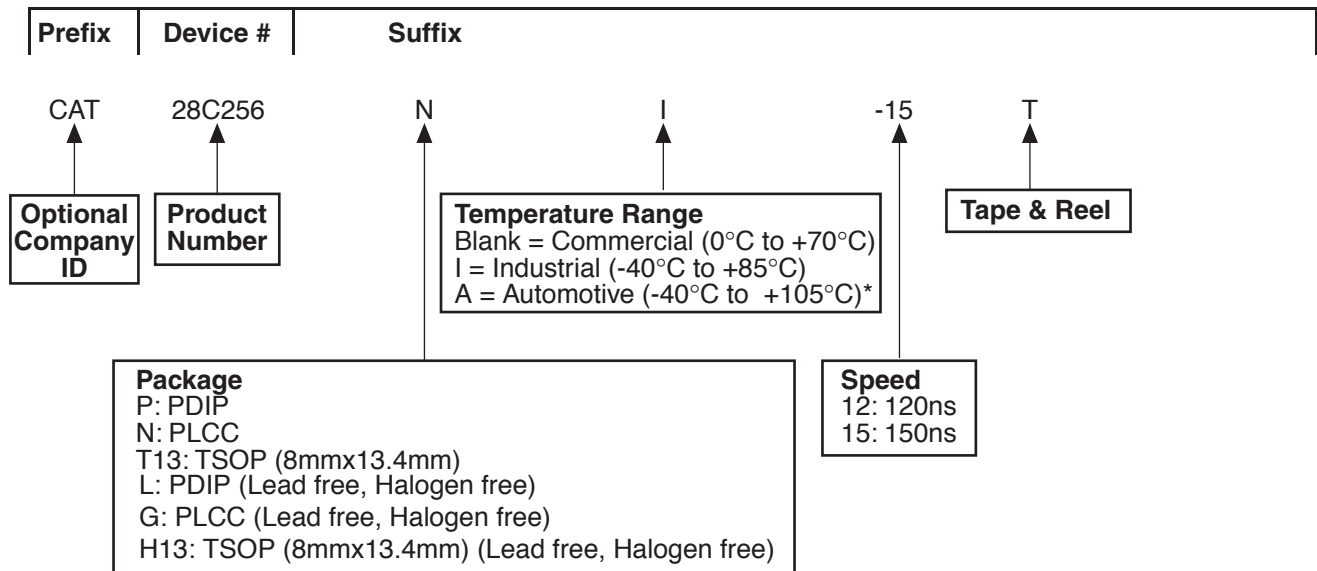 Prefix Device # Suffix
CAT 28C256 N I -15 T
Optional
Company
ID
Product
Number
Temperature Range
Blank = Commercial (0°C to +70°C)
I = Industrial (-40°C to +85°C)
A = Automotive (-40°C to +105°C)*
Tape & Reel
Package
P: PDIP
N: PLCC
T13: TSOP (8mmx13.4mm)
L: PDIP (Lead free, Halogen free)
G: PLCC (Lead free, Halogen free)
H13: TSOP (8mmx13.4mm) (Lead free, Halogen free)
Speed
12: 120ns
15: 150ns